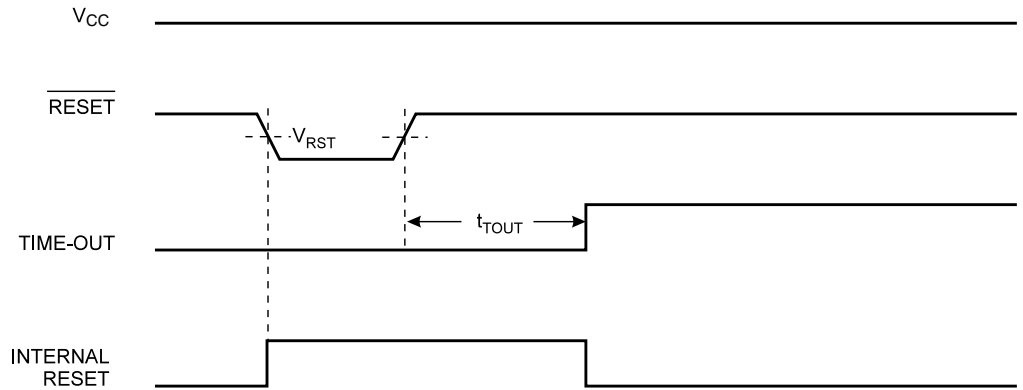 VCC
RESET
VRST
tTOUT
TIME-OUT
INTERNAL
RESET